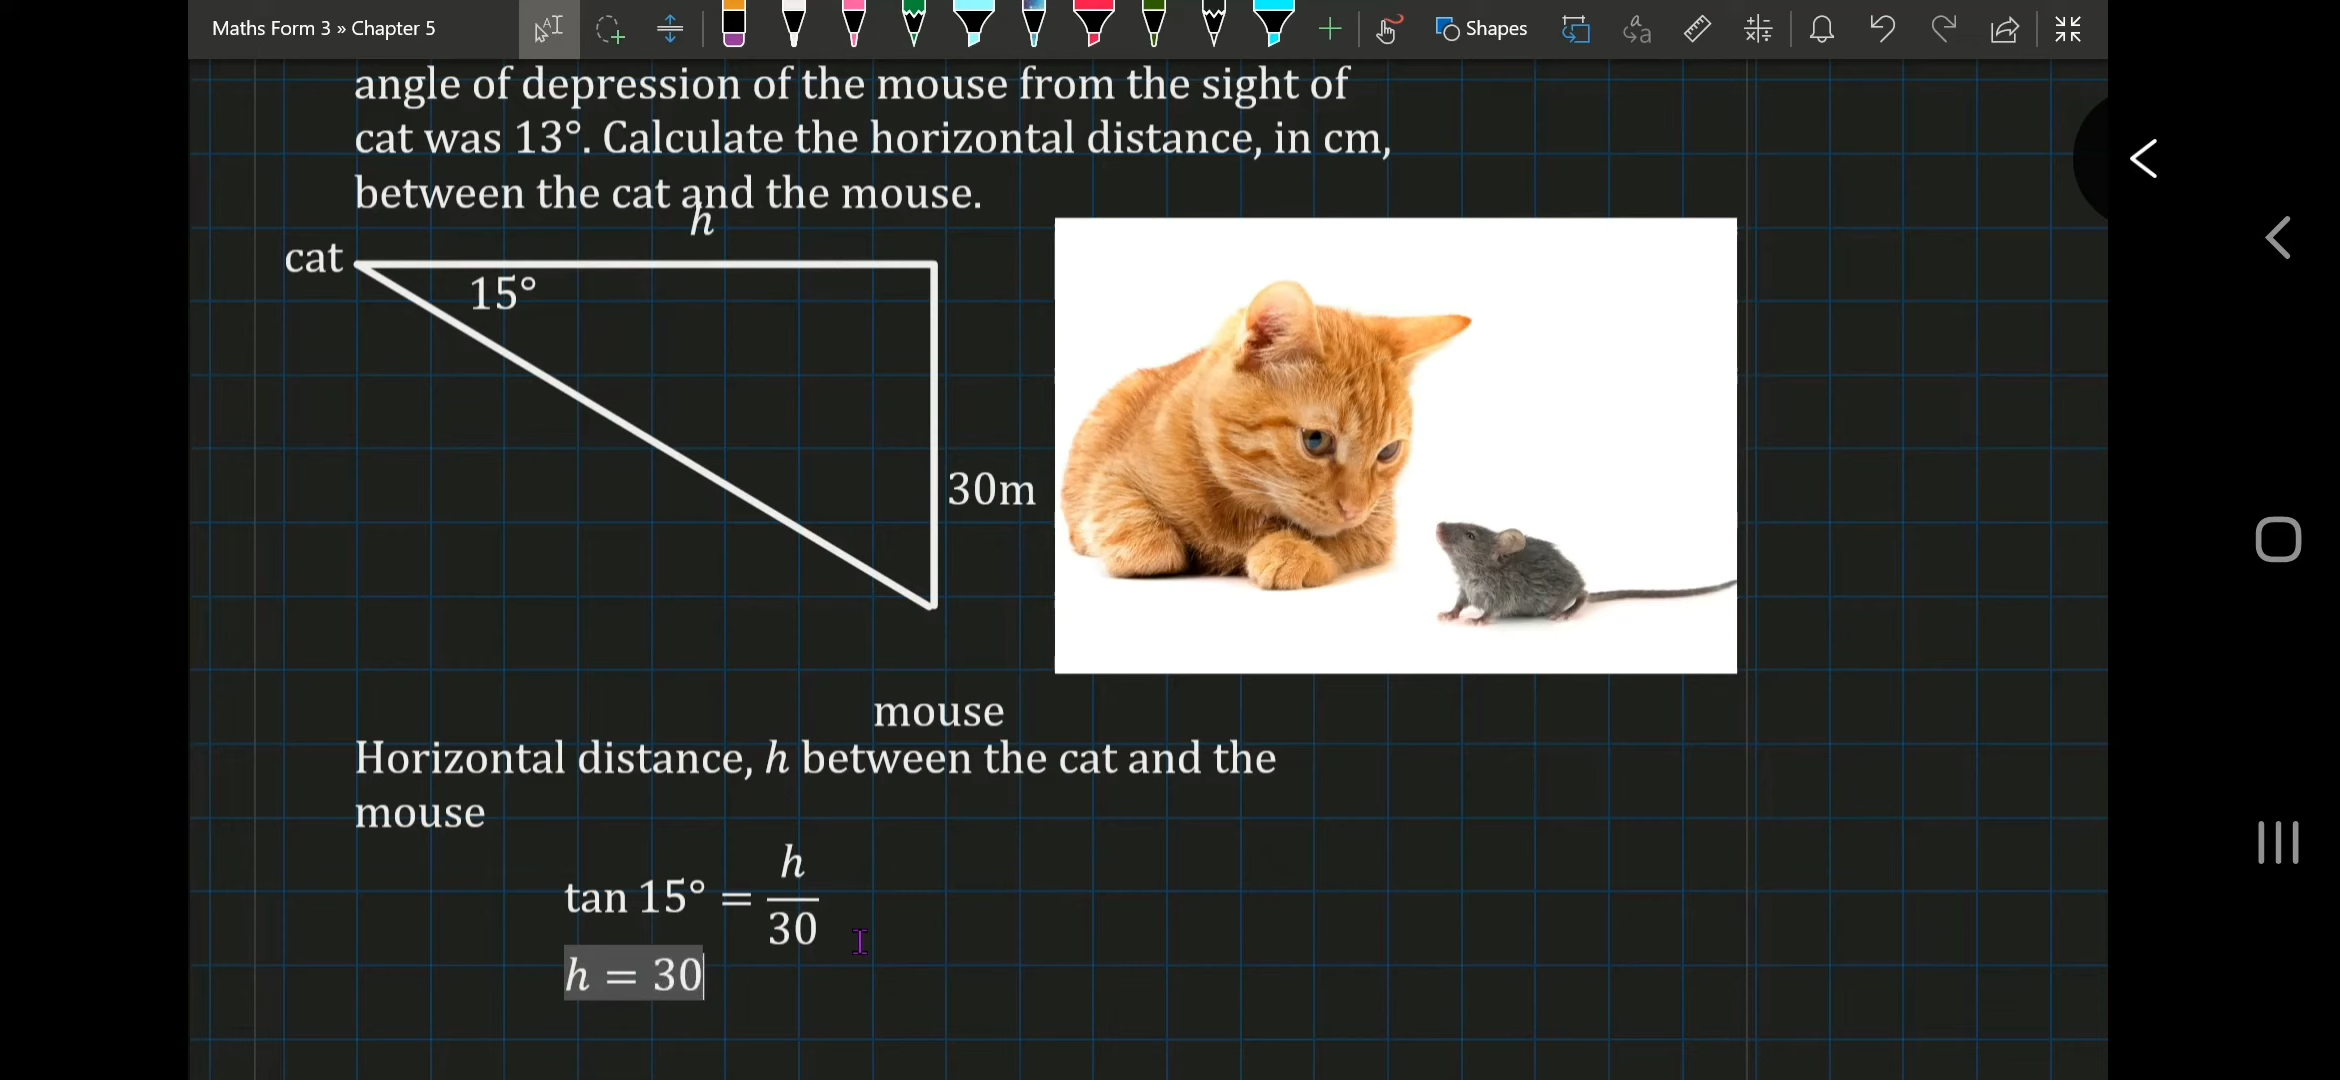 Maths Form 3 » Chapter 5
Shapes
angle of depression of the mouse from the sight of
cat was 13°. Calculate the horizontal distance, in cm,
between the cat and the mouse.
h
cat
15°
30m
mouse
Horizontal distance, h between the cat and the
mouse
tan 15° = h/30
h = 30